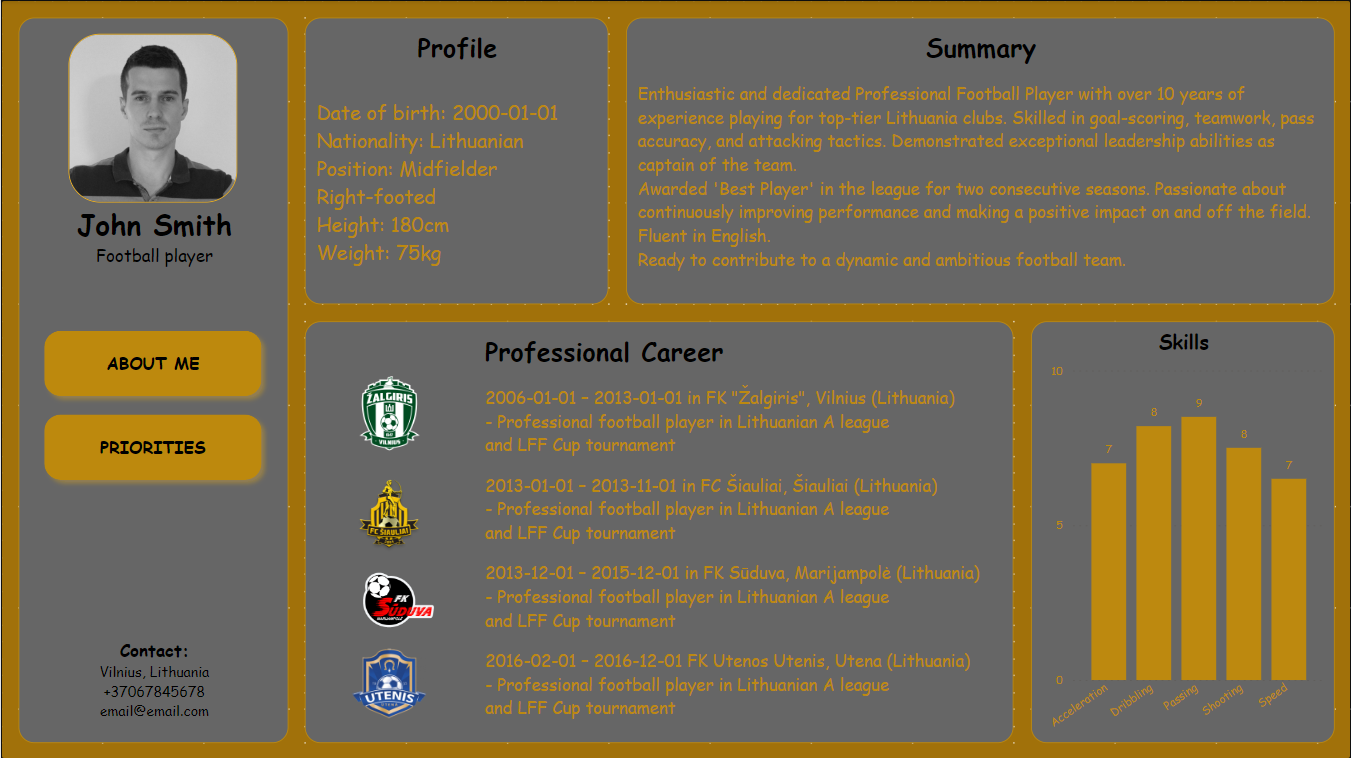 John Smith
Football player
ABOUT ME
PRIORITIES
Contact:
Vilnius, Lithuania
+37067845678
email@email.com
Profile
Date of birth: 2000-01-01
Nationality: Lithuanian
Position: Midfielder
Right-footed
Height: 180cm
Weight: 75kg
Summary
Enthusiastic and dedicated Professional Football Player with over 10 years of
experience playing for top-tier Lithuania clubs. Skilled in goal-scoring, teamwork, pass
accuracy, and attacking tactics. Demonstrated exceptional leadership abilities as
captain of the team.
Awarded 'Best Player' in the league for two consecutive seasons. Passionate about
continuously improving performance and making a positive impact on and off the field.
Fluent in English.
Ready to contribute to a dynamic and ambitious football team.
Professional Career
ŽALGIRIS
VILNIUS
2006-01-01 – 2013-01-01 in FK "Žalgiris", Vilnius (Lithuania)
- Professional football player in Lithuanian A league
and LFF Cup tournament
FC ŠIAULIAI
2013-01-01 – 2013-11-01 in FC Šiauliai, Šiauliai (Lithuania)
- Professional football player in Lithuanian A league
and LFF Cup tournament
FK
SŪDUVA
MARIJAMPOLĖ
2013-12-01 – 2015-12-01 in FK Sūduva, Marijampolė (Lithuania)
- Professional football player in Lithuanian A league
and LFF Cup tournament
UTENIS
2016-02-01 – 2016-12-01 FK Utenos Utenis, Utena (Lithuania)
- Professional football player in Lithuanian A league
and LFF Cup tournament
Skills
10
5
0
7
8
9
8
7
Acceleration
Dribbling
Passing
Shooting
Speed